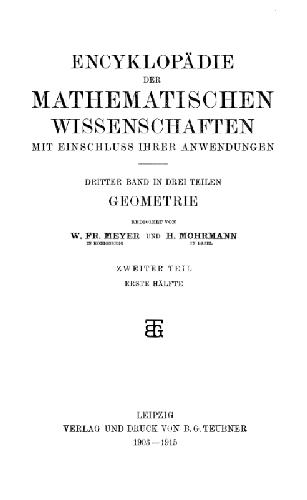 ENCYKLOPÄDIE
DER
MATHEMATISCHEN
WISSENSCHAFTEN
MIT EINSCHLUSS IHRER ANWENDUNGEN
DRITTER BAND IN DREI TEILEN
GEOMETRIE
REDIGIERT VON
W. FR. MEYER UND H. MOHRMANN
IN KÖNIGSBERG IN BASEL
ZWEITER TEIL
ERSTE HÄLFTE
LEIPZIG
VERLAG UND DRUCK VON B. G. TEUBNER
1903–1915